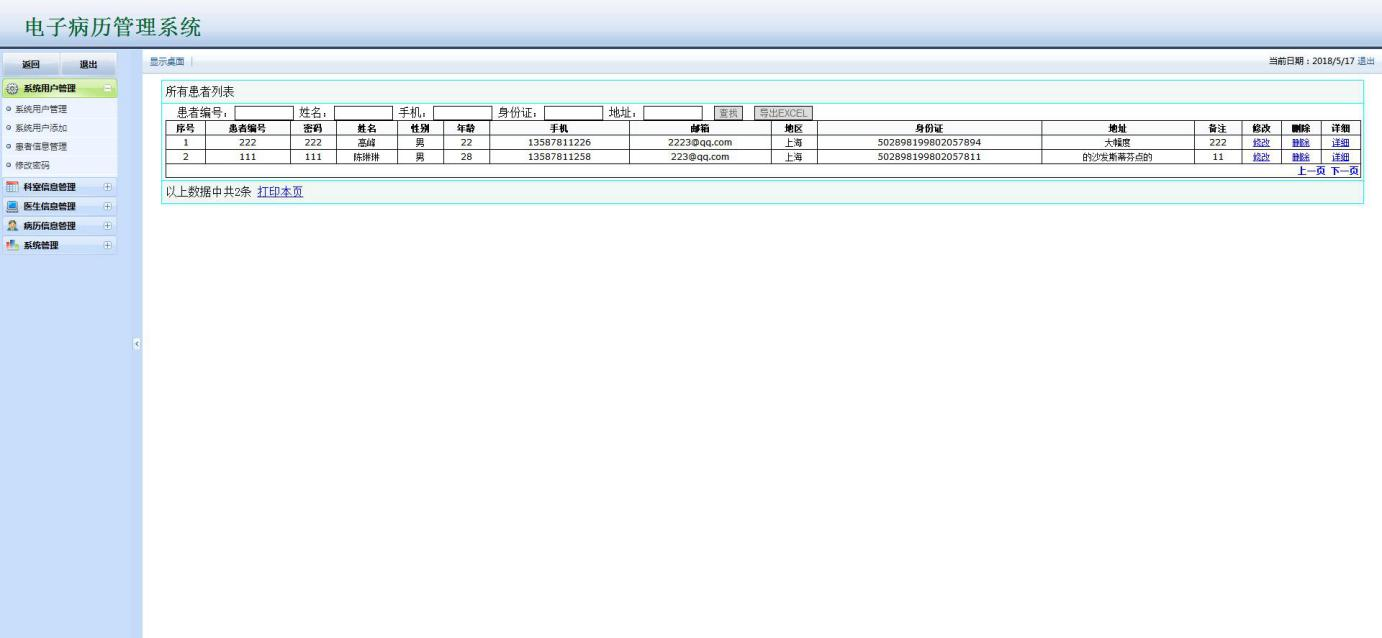 电子病历管理系统
返回 退出
显示桌面
当前日期：2018/5/17 退出
系统用户管理
系统用户管理
系统用户添加
患者信息管理
修改密码
科室信息管理
医生信息管理
病历信息管理
系统管理
所有患者列表
患者编号： 姓名： 手机： 身份证： 地址： 查找 导出EXCEL
序号 患者编号 密码 姓名 性别 年龄 手机 邮箱 地区 身份证 地址 备注 修改 删除 详细
1 222 222 高峰 男 22 13587811226 2223@qq.com 上海 502898199802057894 大幅度 222 修改 删除 详细
2 111 111 陈琳琳 男 28 13587811258 223@qq.com 上海 502898199802057811 的沙发斯蒂芬点的 11 修改 删除 详细
上一页 下一页
以上数据中共2条 打印本页